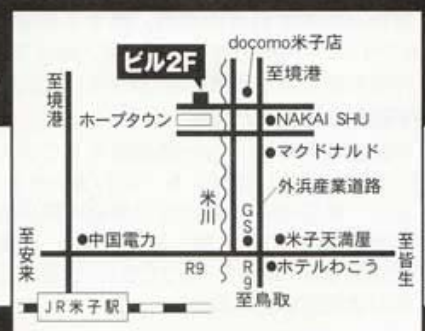 docomo米子店
ビル2F
至境港
至境港
ホープタウン
NAKAI SHU
マクドナルド
外浜産業道路
米川
GS
至安来
中国電力
米子天満屋
至皆生
R9
R9
ホテルわこう
JR米子駅
至鳥取